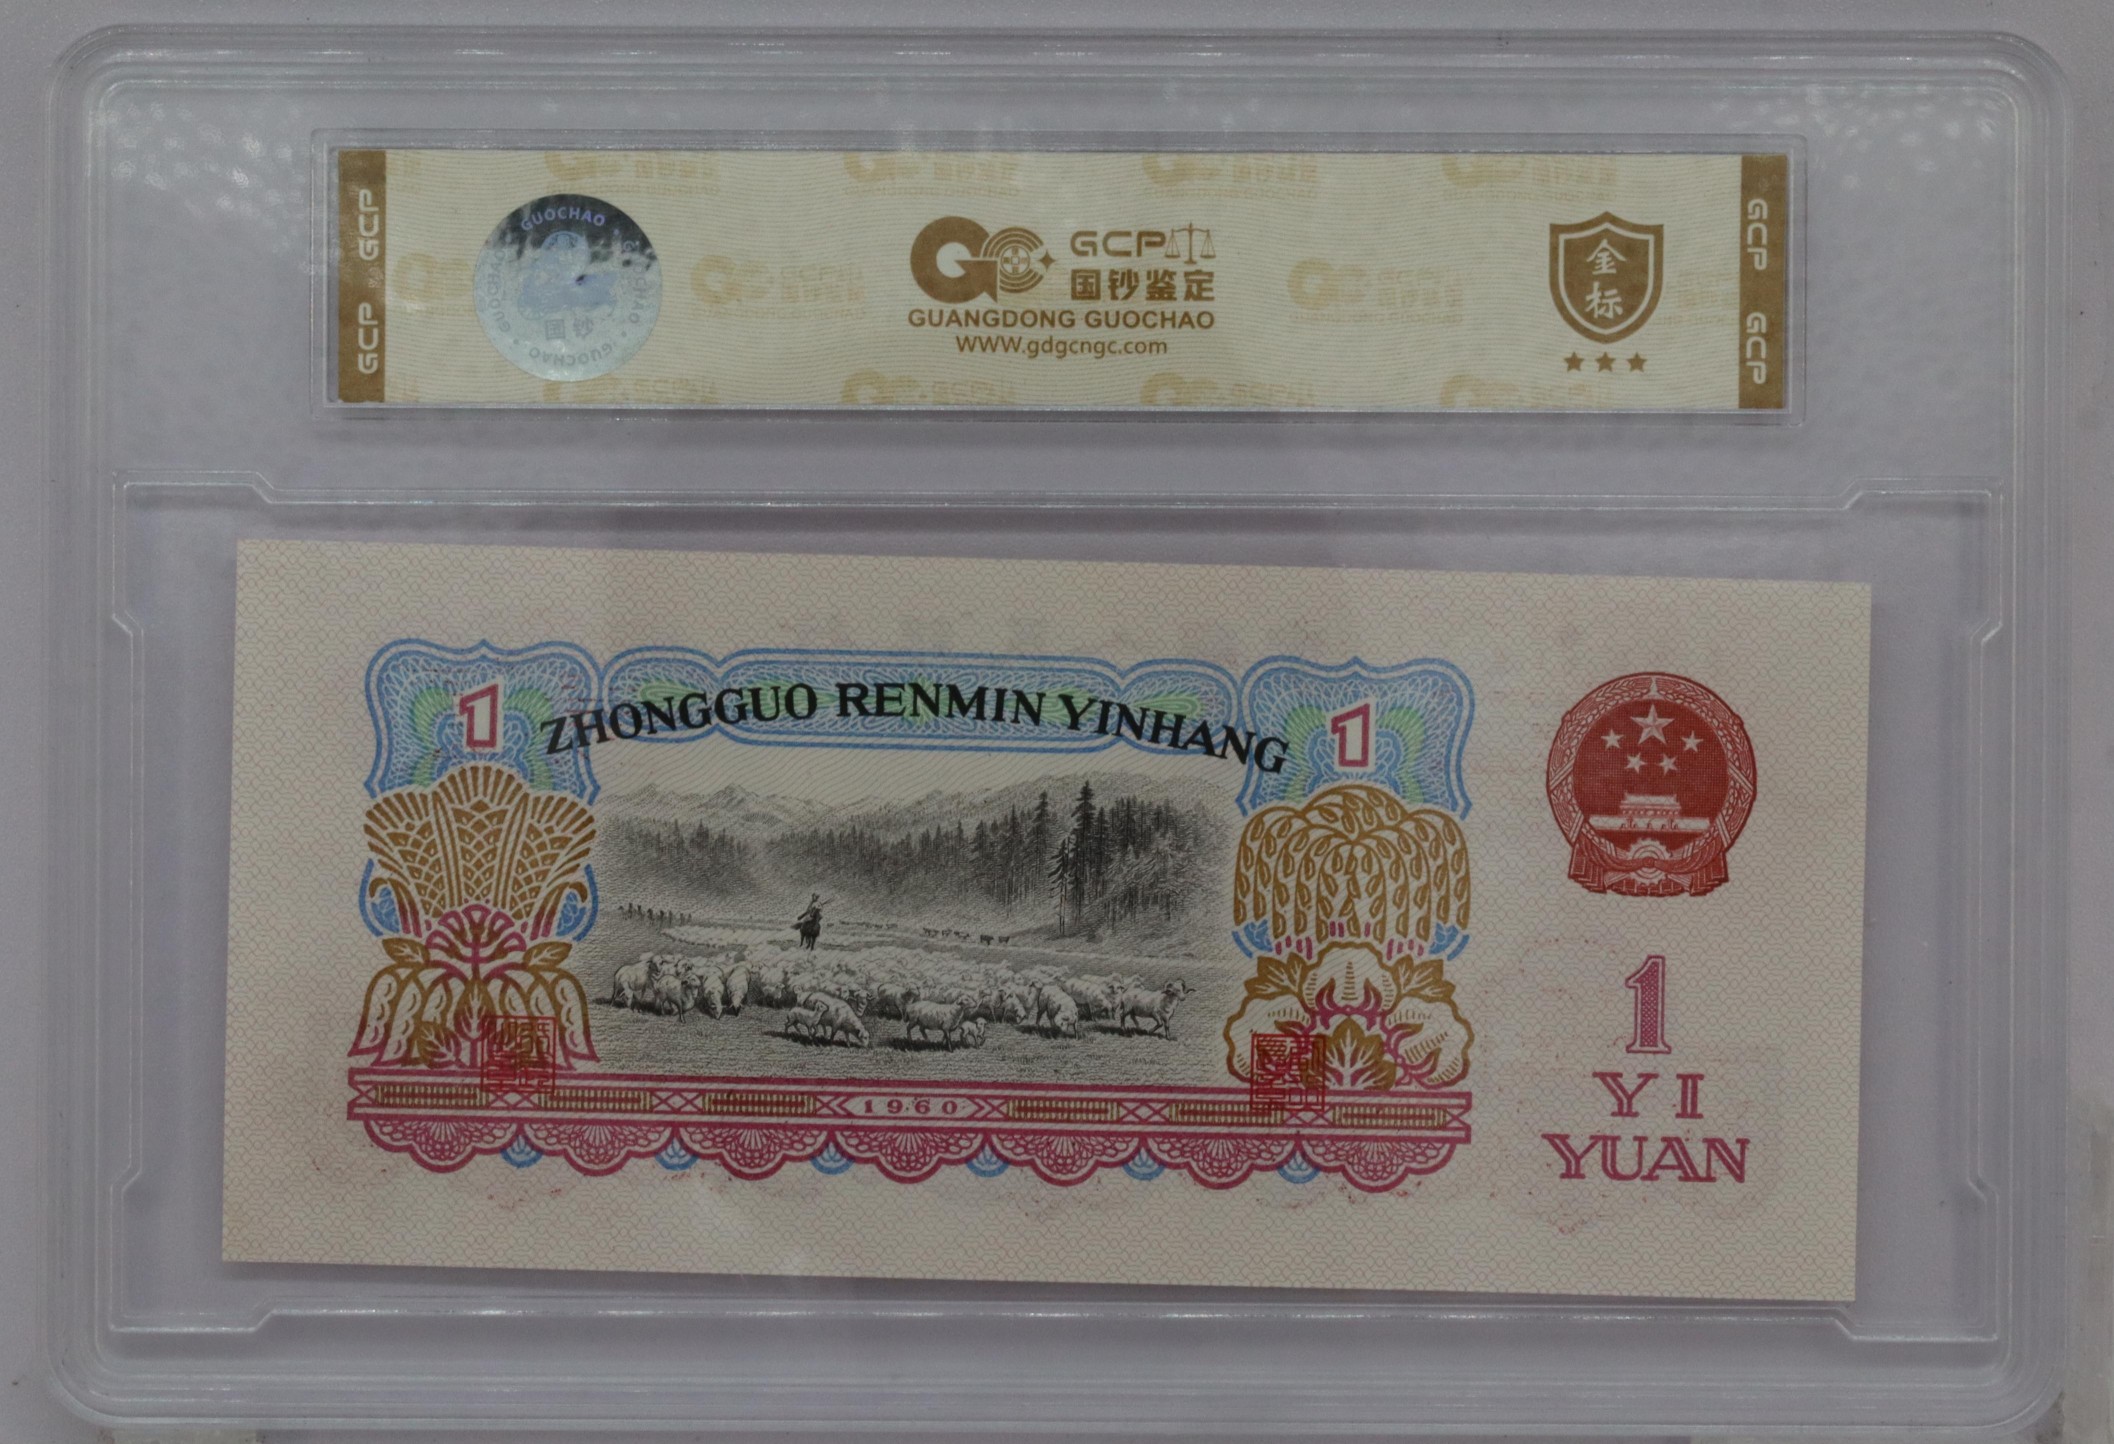 GCP GCP
GUOCHAO
国钞
GUOCHAO
GCP
国钞鉴定
GUANGDONG GUOCHAO
WWW.gdgcngc.com
金标
GCP GCP
1
ZHONGGUO RENMIN YINHANG
1
1960
1
YI
YUAN